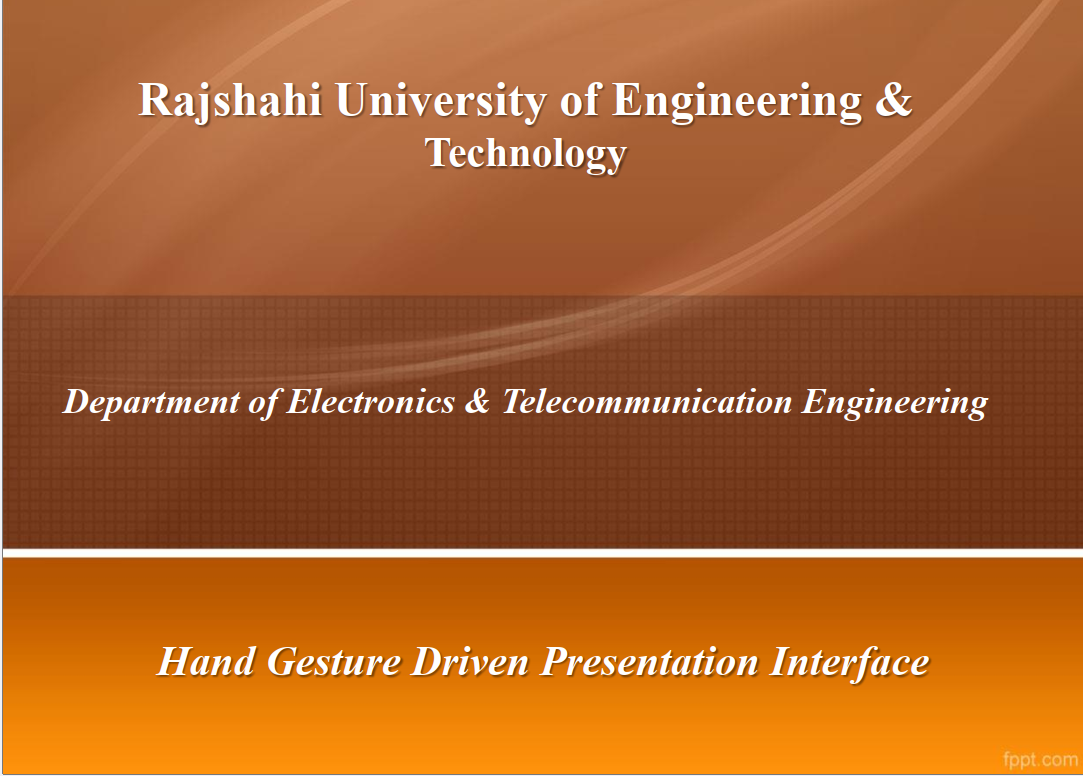 Rajshahi University of Engineering &
Technology
Department of Electronics & Telecommunication Engineering
Hand Gesture Driven Presentation Interface
fppt.com